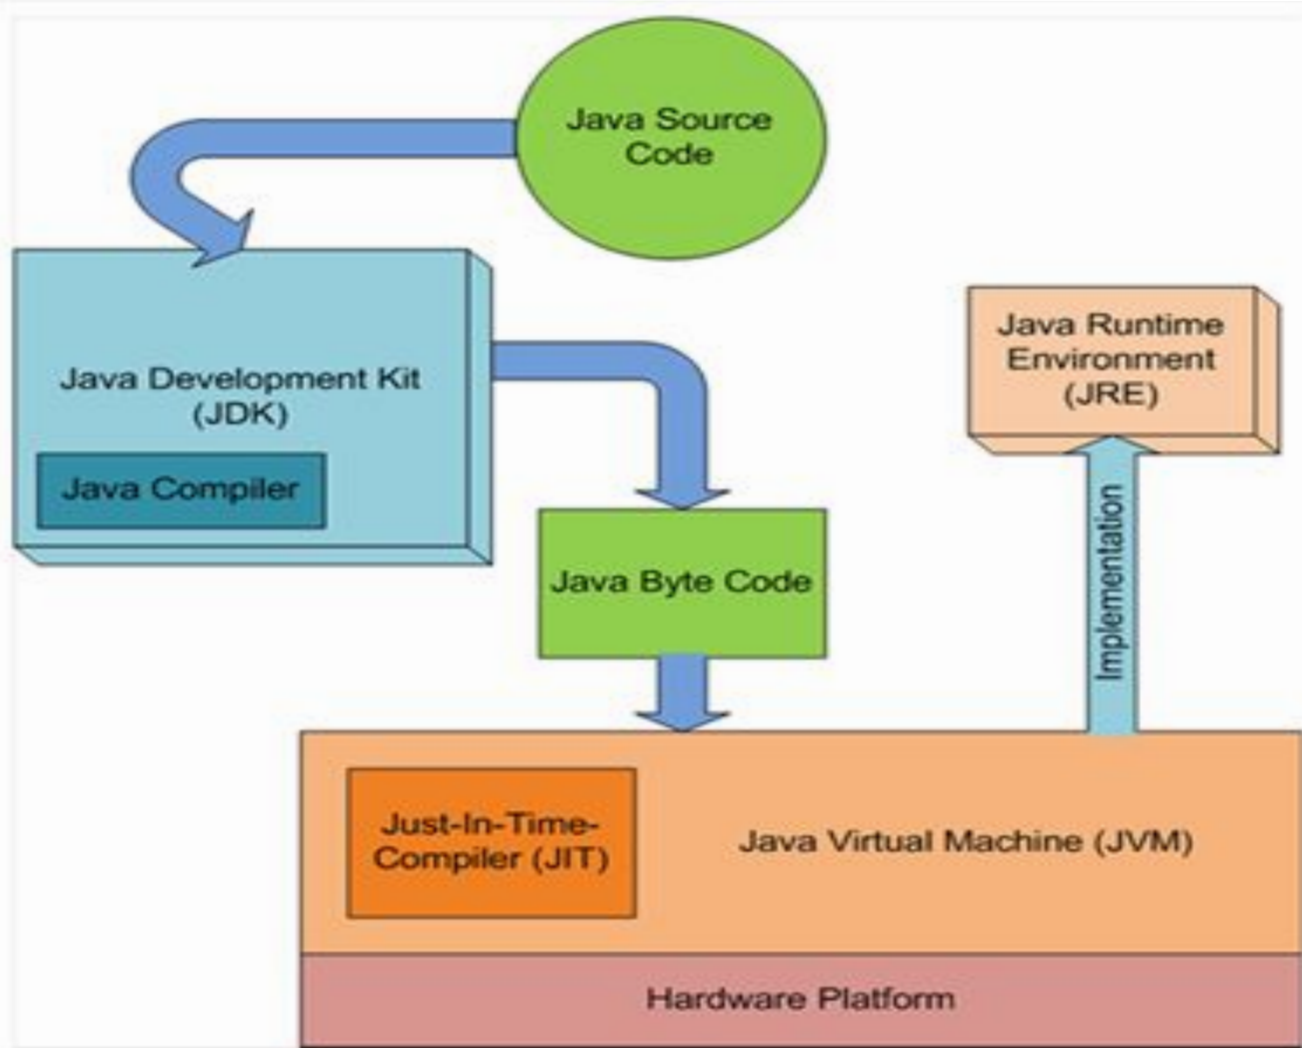 Java Source
Code
Java Development Kit
(JDK)
Java Compiler
Java Runtime
Environment
(JRE)
Implementation
Java Byte Code
Just-In-Time-
Compiler (JIT)
Java Virtual Machine (JVM)
Hardware Platform